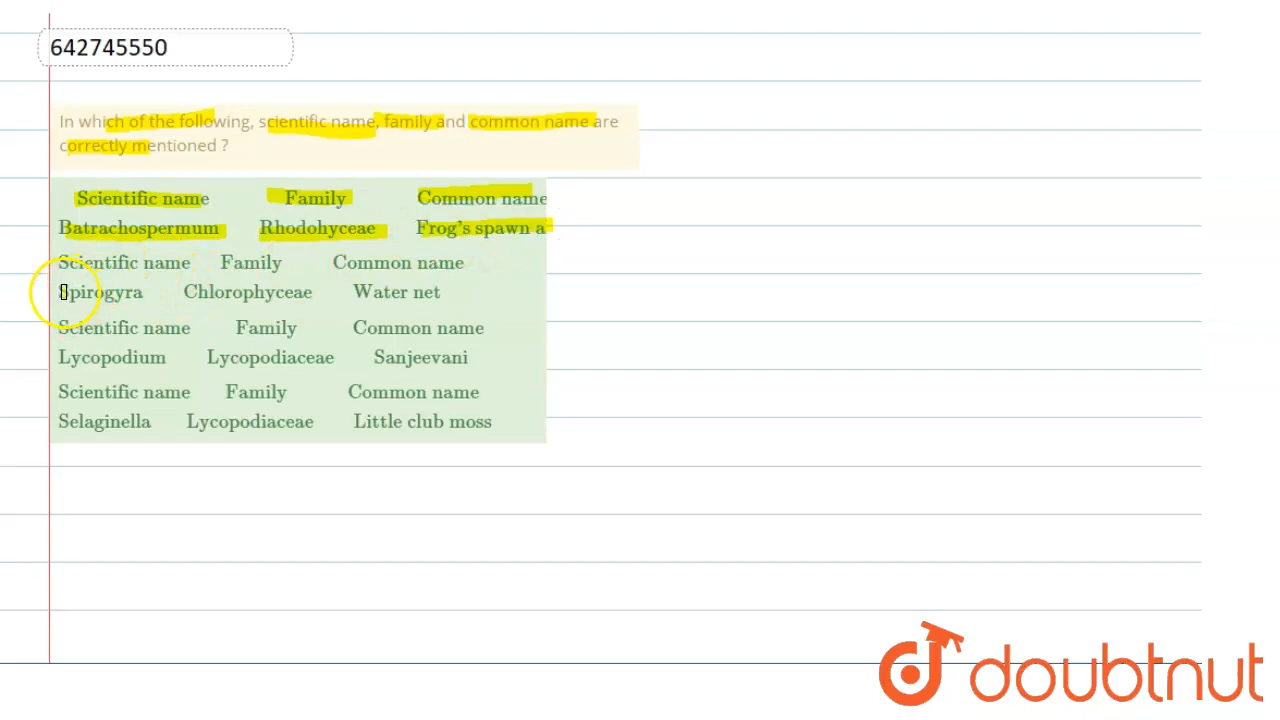 642745550
In which of the following, scientific name, family and common name are
correctly mentioned ?
Scientific name Family Common name
Batrachospermum Rhodohyceae Frog's spawn a
Scientific name Family Common name
Spirogyra Chlorophyceae Water net
Scientific name Family Common name
Lycopodium Lycopodiaceae Sanjeevani
Scientific name Family Common name
Selaginella Lycopodiaceae Little club moss
doubtnut